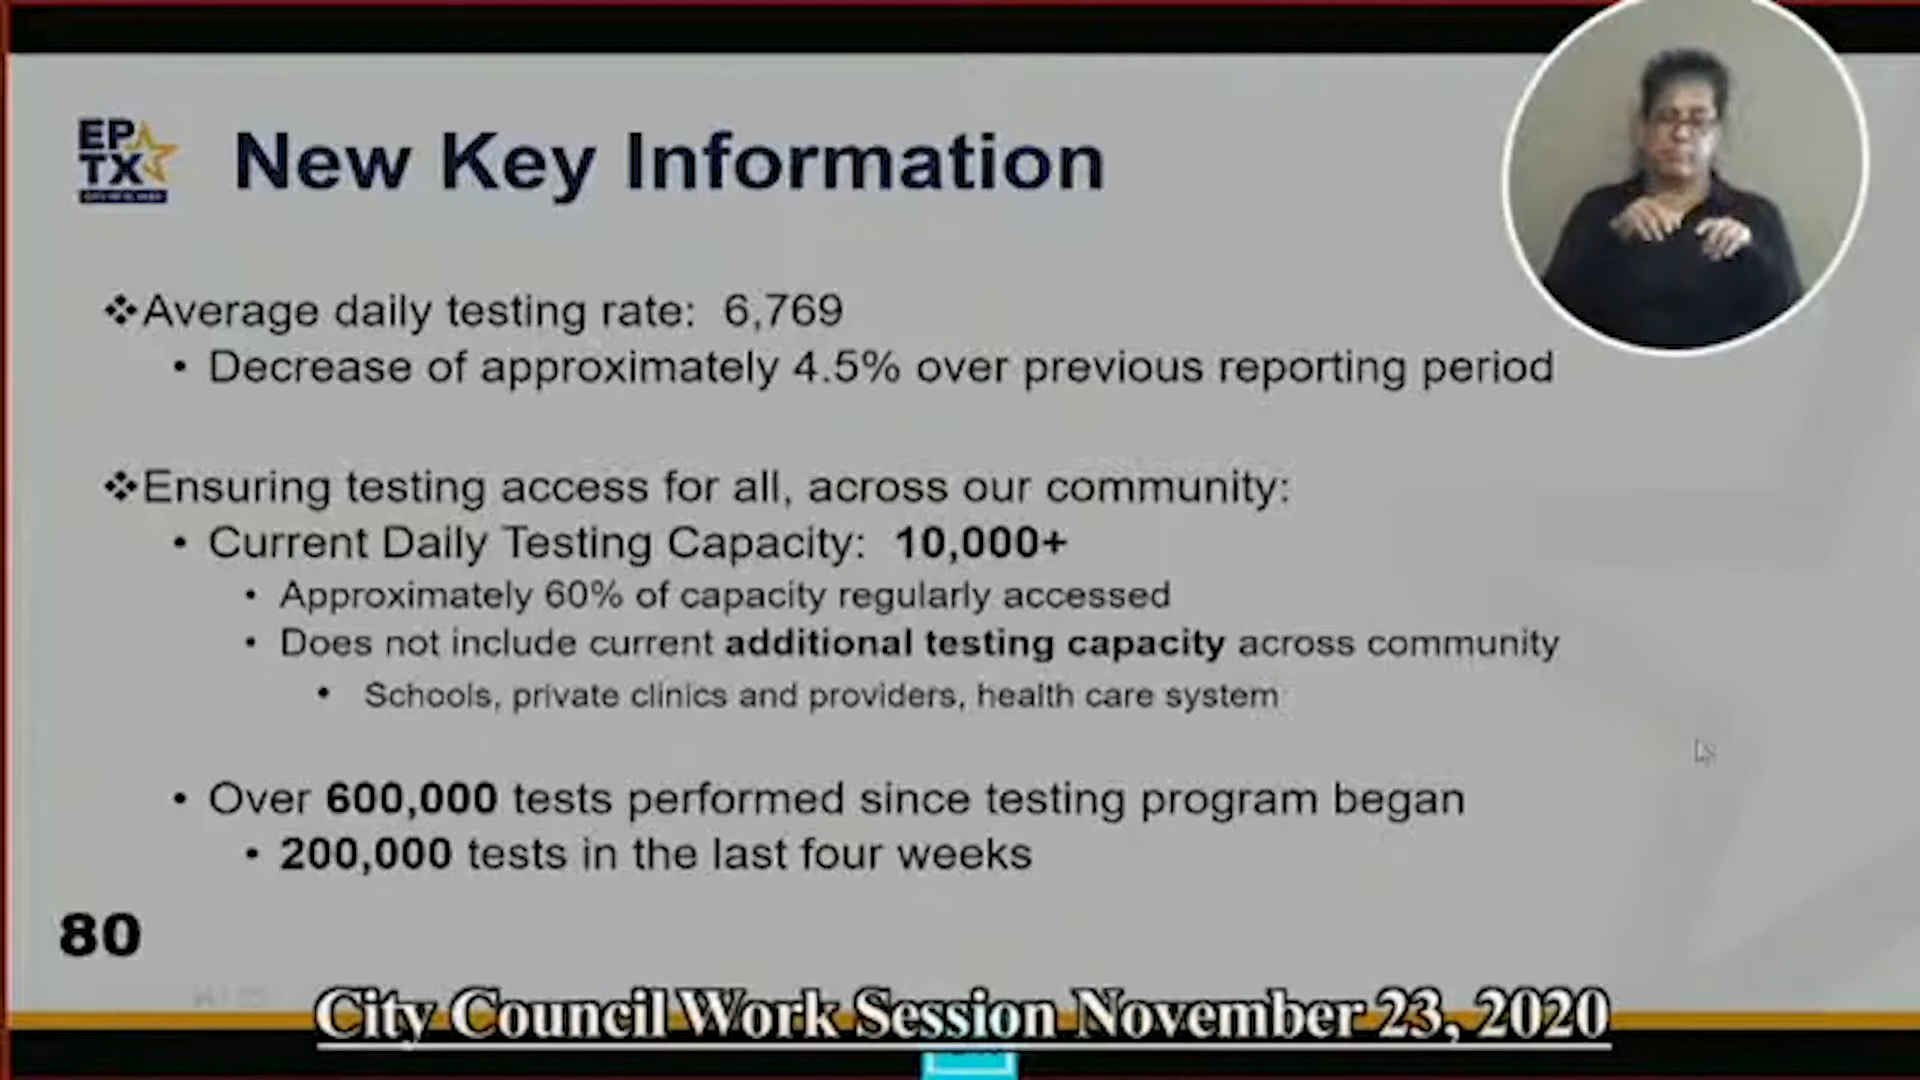 EP
TX
New Key Information
❖Average daily testing rate: 6,769
• Decrease of approximately 4.5% over previous reporting period
❖Ensuring testing access for all, across our community:
• Current Daily Testing Capacity: 10,000+
• Approximately 60% of capacity regularly accessed
• Does not include current additional testing capacity across community
• Schools, private clinics and providers, health care system
• Over 600,000 tests performed since testing program began
• 200,000 tests in the last four weeks
80
City Council Work Session November 23, 2020